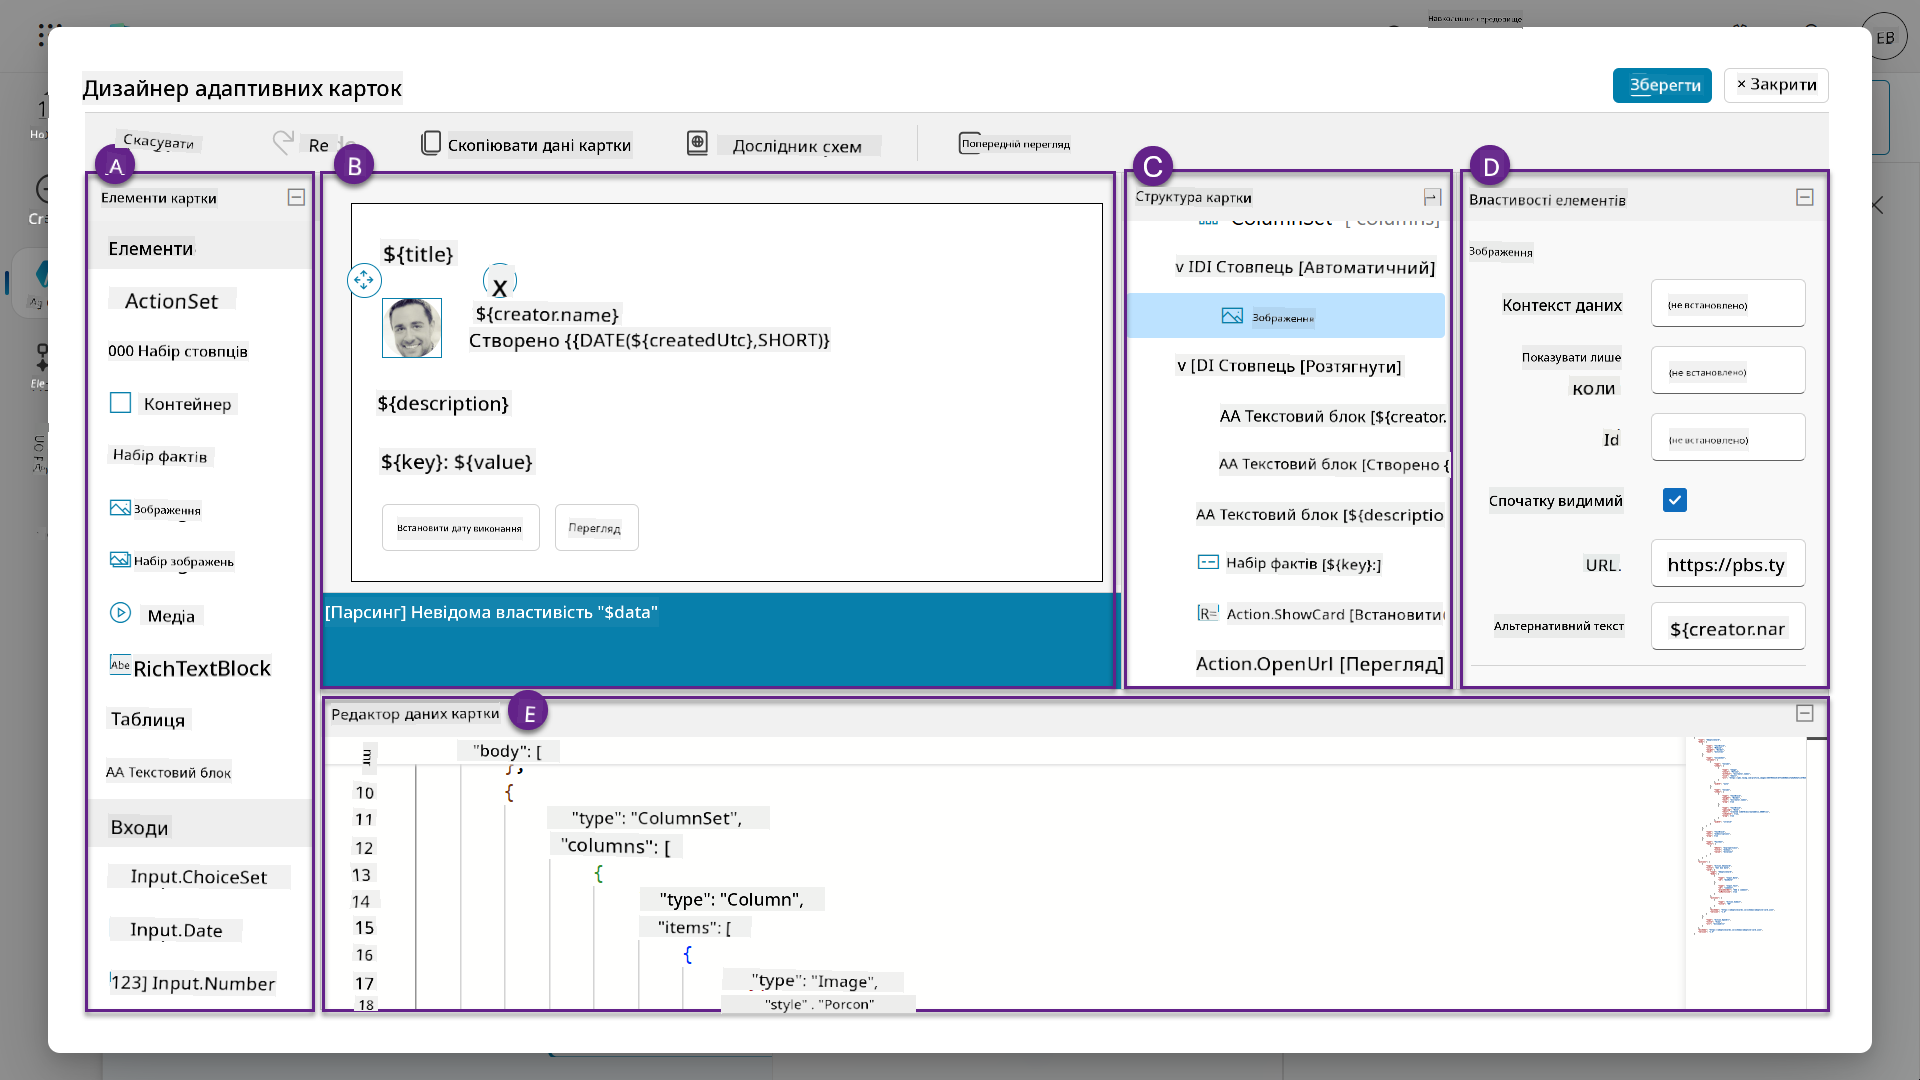 Навколишнє середовище
EB
Дизайнер адаптивних карток
Зберегти
× Закрити
Скасувати
Re
Скопіювати дані картки
Дослідник схем
Попередній перегляд
A
B
C
D
Елементи картки
Елементи
ActionSet
000 Набір стовпців
Контейнер
Набір фактів
Зображення
Набір зображень
Медіа
Abc RichTextBlock
Таблиця
AA Текстовий блок
Входи
Input.ChoiceSet
Input.Date
123] Input.Number
${title}
X
${creator.name}
Створено {{DATE(${createdUtc},SHORT)}}
${description}
${key}: ${value}
Встановити дату виконання
Перегляд
[Парсинг] Невідома властивість "$data"
Структура картки
ColumnSet [ columns]
v IDI Стовпець [Автоматичний]
Зображення
v [DI Стовпець [Розтягнути]
AA Текстовий блок [${creator.
AA Текстовий блок [Створено {
AA Текстовий блок [${descriptio
Набір фактів [${key}:]
[R= Action.ShowCard [Встановити
Action.OpenUrl [Перегляд]
Властивості елементів
Зображення
Контекст даних
(не встановлено)
Показувати лише
коли
(не встановлено)
Id
(не встановлено)
Спочатку видимий
URL.
https://pbs.ty
Альтернативний текст
${creator.nar
Редактор даних картки
E
"body": [
},
10 {
11 "type": "ColumnSet",
12 "columns": [
13 {
14 "type": "Column",
15 "items": [
16 {
17 "type": "Image",
18 "style" . "Porcon"